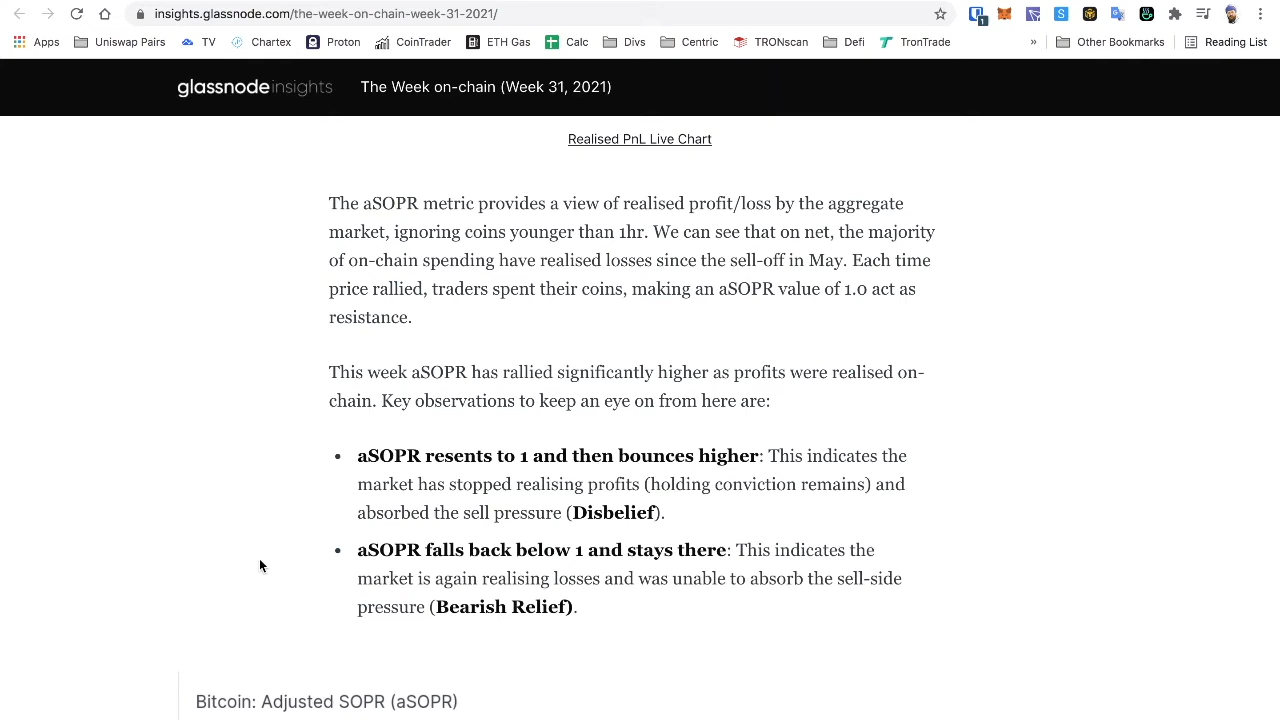 insights.glassnode.com/the-week-on-chain-week-31-2021/
1
S
Apps Uniswap Pairs TV Chartex Proton CoinTrader ETH Gas Calc Divs Centric TRONscan Defi TronTrade » Other Bookmarks Reading List
glassnodeinsights The Week on-chain (Week 31, 2021)
Realised PnL Live Chart
The aSOPR metric provides a view of realised profit/loss by the aggregate
market, ignoring coins younger than 1hr. We can see that on net, the majority
of on-chain spending have realised losses since the sell-off in May. Each time
price rallied, traders spent their coins, making an aSOPR value of 1.0 act as
resistance.
This week aSOPR has rallied significantly higher as profits were realised on-
chain. Key observations to keep an eye on from here are:
• aSOPR resents to 1 and then bounces higher: This indicates the
market has stopped realising profits (holding conviction remains) and
absorbed the sell pressure (Disbelief).
• aSOPR falls back below 1 and stays there: This indicates the
market is again realising losses and was unable to absorb the sell-side
pressure (Bearish Relief).
Bitcoin: Adjusted SOPR (aSOPR)